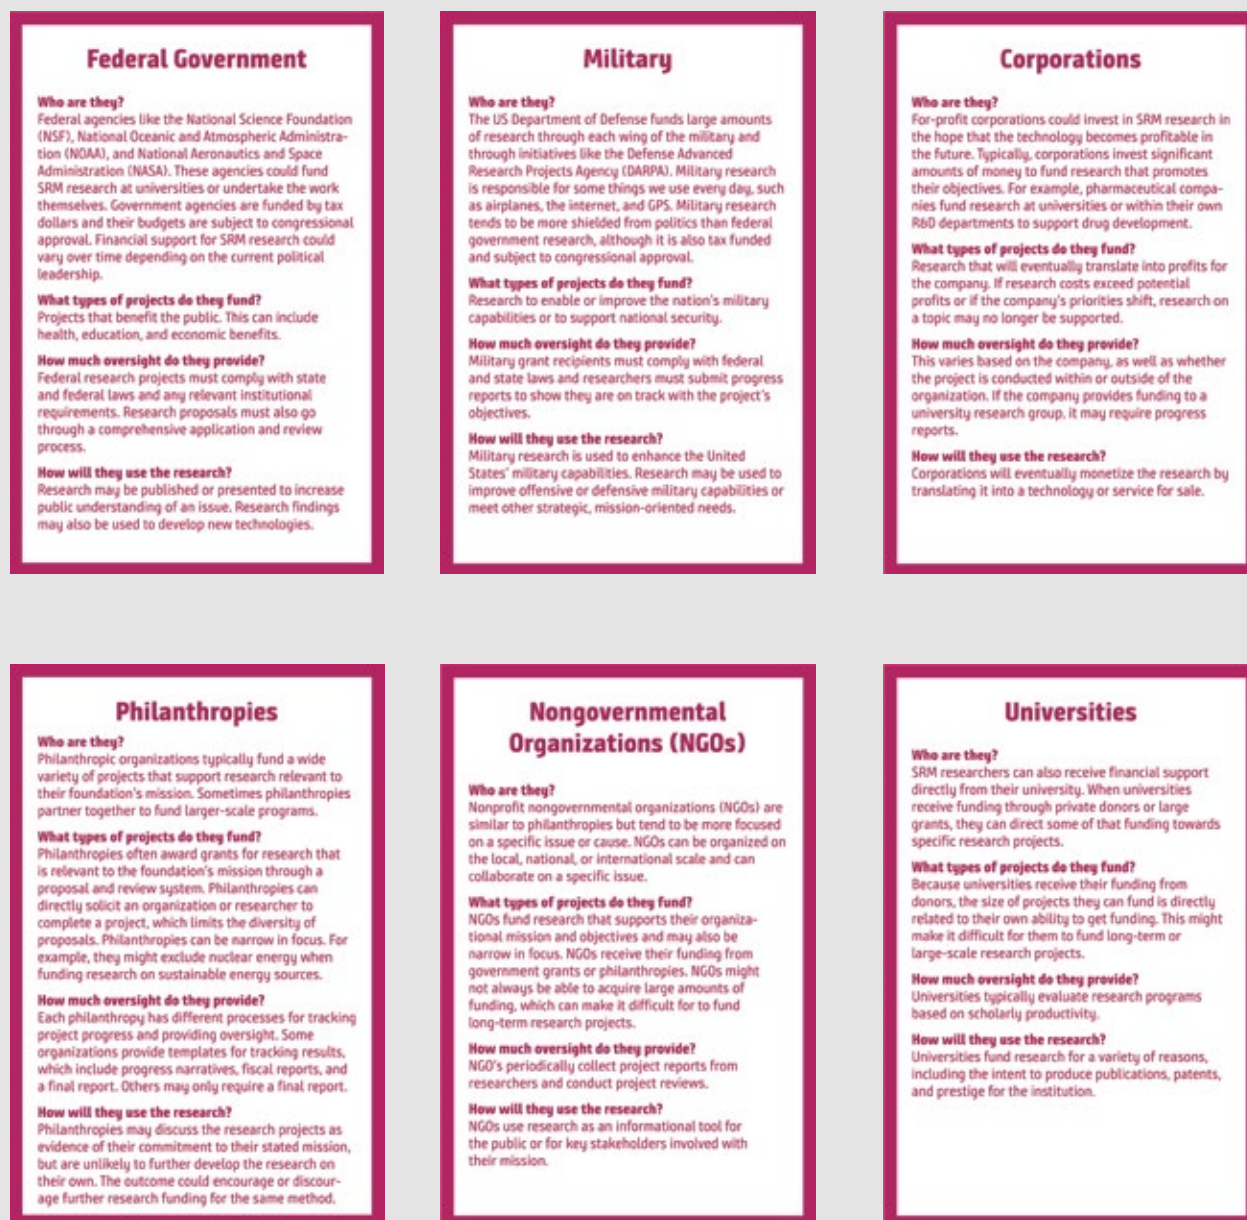 Federal Government
Who are they?
Federal agencies like the National Science Foundation
(NSF), National Oceanic and Atmospheric Administra-
tion (NOAA), and National Aeronautics and Space
Administration (NASA). These agencies could fund
SRM research at universities or undertake the work
themselves. Government agencies are funded by tax
dollars and their budgets are subject to congressional
approval. Financial support for SRM research could
vary over time depending on the current political
leadership.
What types of projects do they fund?
Projects that benefit the public. This can include
health, education, and economic benefits.
How much oversight do they provide?
Federal research projects must comply with state
and federal laws and any relevant institutional
requirements. Research proposals must also go
through a comprehensive application and review
process.
How will they use the research?
Research may be published or presented to increase
public understanding of an issue. Research findings
may also be used to develop new technologies.
Military
Who are they?
The US Department of Defense funds large amounts
of research through each wing of the military and
through initiatives like the Defense Advanced
Research Projects Agency (DARPA). Military research
is responsible for some things we use every day, such
as airplanes, the internet, and GPS. Military research
tends to be more shielded from politics than federal
government research, although it is also tax funded
and subject to congressional approval.
What types of projects do they fund?
Research to enable or improve the nation's military
capabilities or to support national security.
How much oversight do they provide?
Military grant recipients must comply with federal
and state laws and researchers must submit progress
reports to show they are on track with the project's
objectives.
How will they use the research?
Military research is used to enhance the United
States' military capabilities. Research may be used to
improve offensive or defensive military capabilities or
meet other strategic, mission-oriented needs.
Corporations
Who are they?
For-profit corporations could invest in SRM research in
the hope that the technology becomes profitable in
the future. Typically, corporations invest significant
amounts of money to fund research that promotes
their objectives. For example, pharmaceutical compa-
nies fund research at universities or within their own
R&D departments to support drug development.
What types of projects do they fund?
Research that will eventually translate into profits for
the company. If research costs exceed potential
profits or if the company's priorities shift, research on
a topic may no longer be supported.
How much oversight do they provide?
This varies based on the company, as well as whether
the project is conducted within or outside of the
organization. If the company provides funding to a
university research group, it may require progress
reports.
How will they use the research?
Corporations will eventually monetize the research by
translating it into a technology or service for sale.
Philanthropies
Who are they?
Philanthropic organizations typically fund a wide
variety of projects that support research relevant to
their foundation's mission. Sometimes philanthropies
partner together to fund larger-scale programs.
What types of projects do they fund?
Philanthropies often award grants for research that
is relevant to the foundation's mission through a
proposal and review system. Philanthropies can
directly solicit an organization or researcher to
complete a project, which limits the diversity of
proposals. Philanthropies can be narrow in focus. For
example, they might exclude nuclear energy when
funding research on sustainable energy sources.
How much oversight do they provide?
Each philanthropy has different processes for tracking
project progress and providing oversight. Some
organizations provide templates for tracking results,
which include progress narratives, fiscal reports, and
a final report. Others may only require a final report.
How will they use the research?
Philanthropies may discuss the research projects as
evidence of their commitment to their stated mission,
but are unlikely to further develop the research on
their own. The outcome could encourage or discour-
age further research funding for the same method.
Nongovernmental
Organizations (NGOs)
Who are they?
Nonprofit nongovernmental organizations (NGOs) are
similar to philanthropies but tend to be more focused
on a specific issue or cause. NGOs can be organized on
the local, national, or international scale and can
collaborate on a specific issue.
What types of projects do they fund?
NGOs fund research that supports their organiza-
tional mission and objectives and may also be
narrow in focus. NGOs receive their funding from
government grants or philanthropies. NGOs might
not always be able to acquire large amounts of
funding, which can make it difficult for to fund
long-term research projects.
How much oversight do they provide?
NGO's periodically collect project reports from
researchers and conduct project reviews.
How will they use the research?
NGOs use research as an informational tool for
the public or for key stakeholders involved with
their mission.
Universities
Who are they?
SRM researchers can also receive financial support
directly from their university. When universities
receive funding through private donors or large
grants, they can direct some of that funding towards
specific research projects.
What types of projects do they fund?
Because universities receive their funding from
donors, the size of projects they can fund is directly
related to their own ability to get funding. This might
make it difficult for them to fund long-term or
large-scale research projects.
How much oversight do they provide?
Universities typically evaluate research programs
based on scholarly productivity.
How will they use the research?
Universities fund research for a variety of reasons,
including the intent to produce publications, patents,
and prestige for the institution.